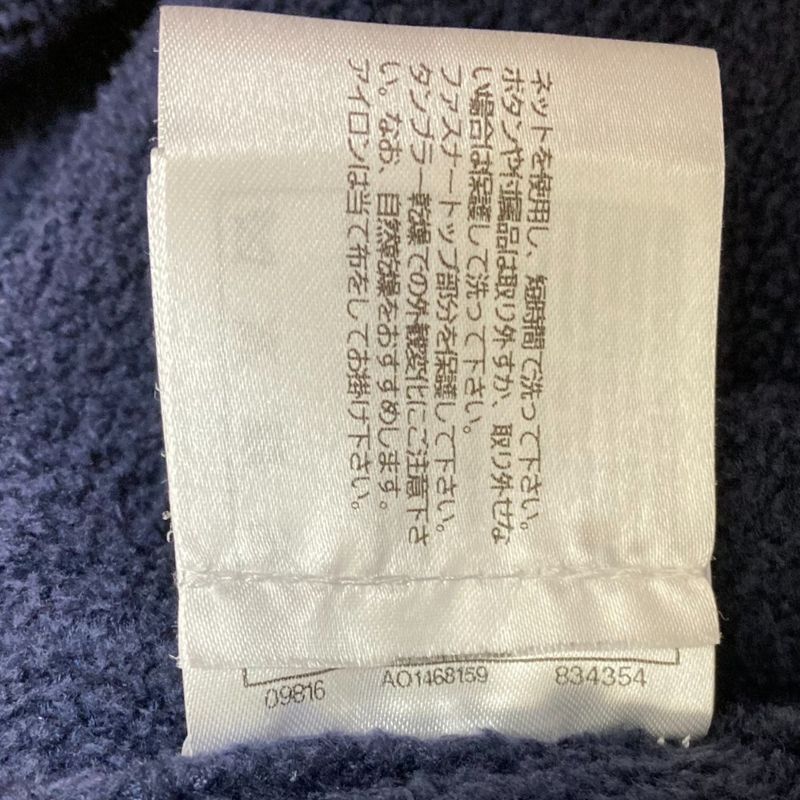 ネットを使用し、短時間で洗って下さい。
ボタンや付属品は取り外すか、取り外せな
い場合は保護して洗って下さい。
ファスナートップ部分を保護して下さい。
タンブラー乾燥での外観変化にご注意下さ
い。なお、自然乾燥をおすすめします。
アイロンは当て布をしてお掛け下さい。
09816
AO1468159
834354